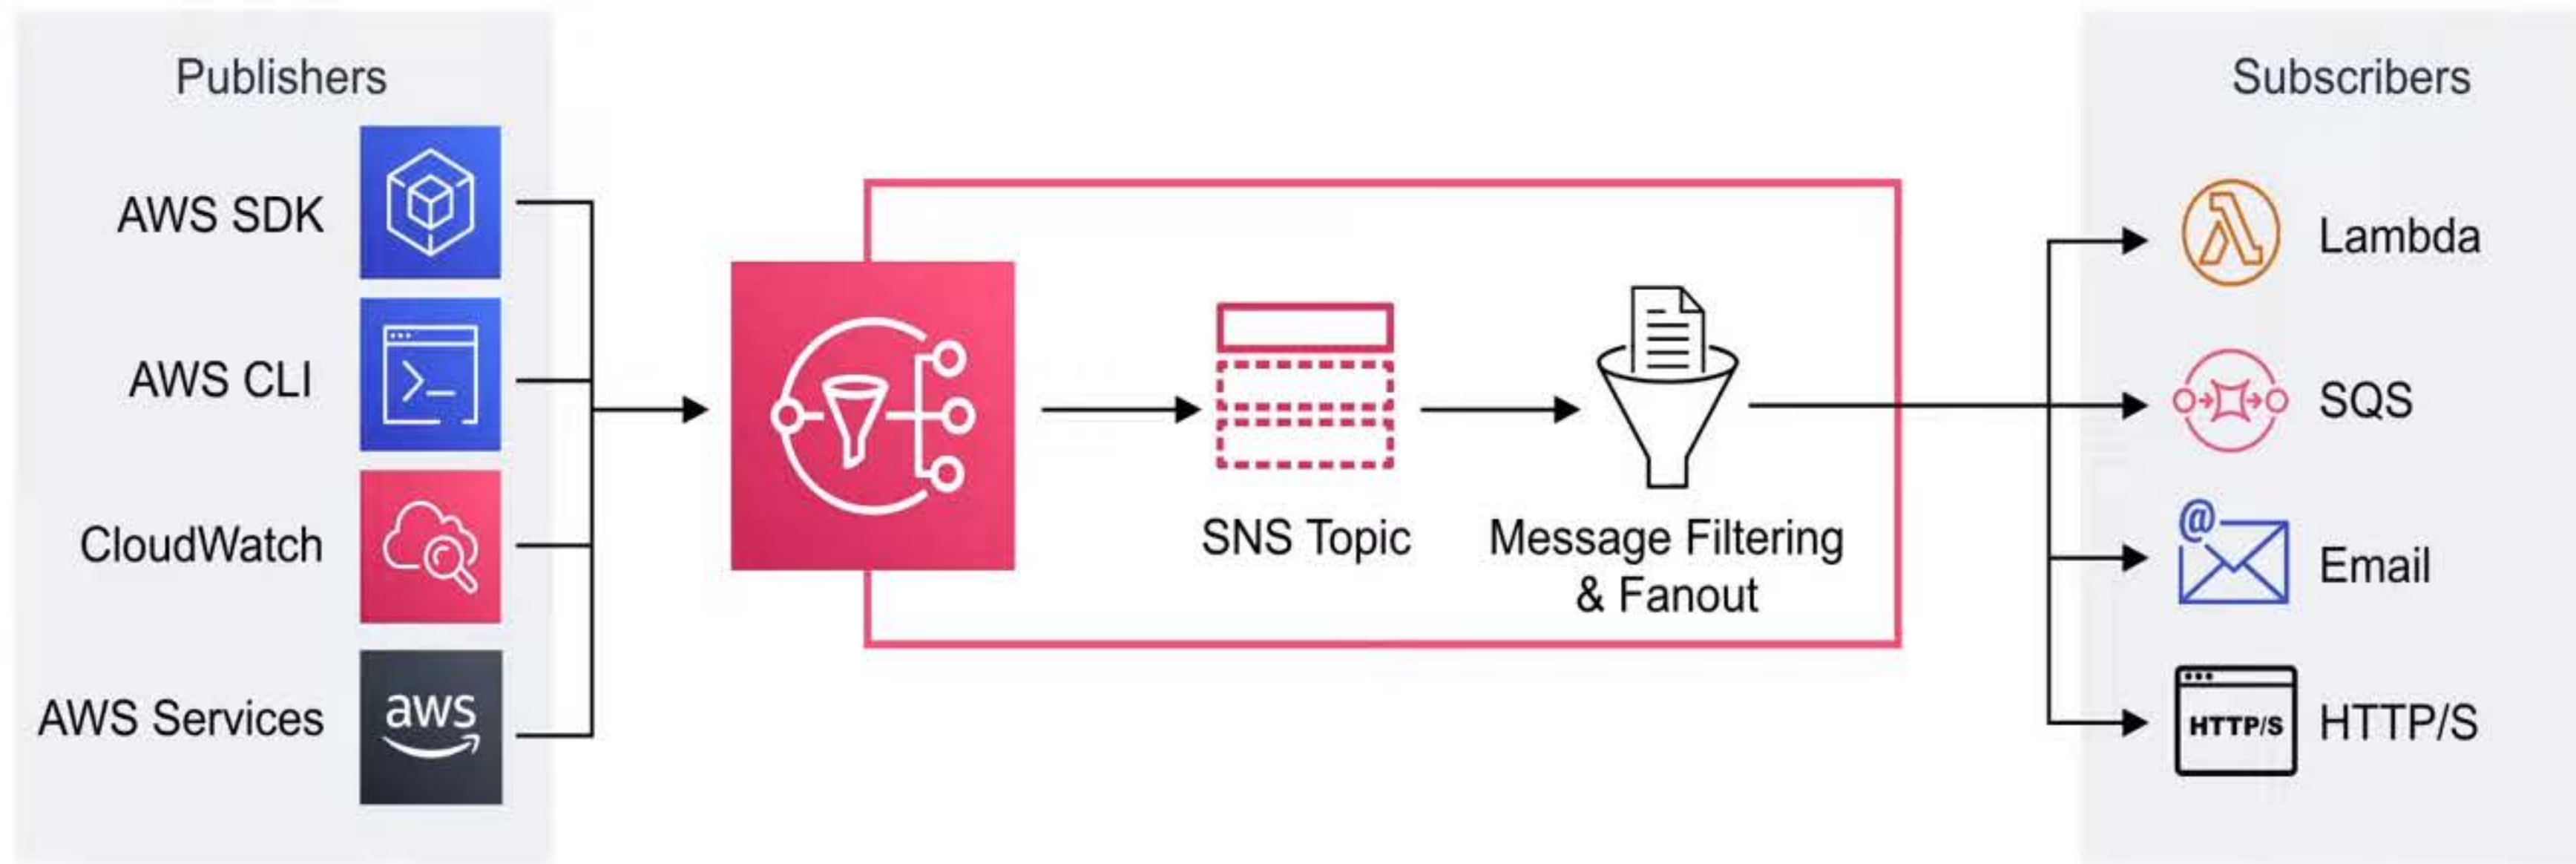 Publishers
AWS SDK
AWS CLI
>_
CloudWatch
AWS Services
aws
SNS Topic
Message Filtering
& Fanout
Subscribers
Lambda
SQS
@
Email
HTTP/S
HTTP/S